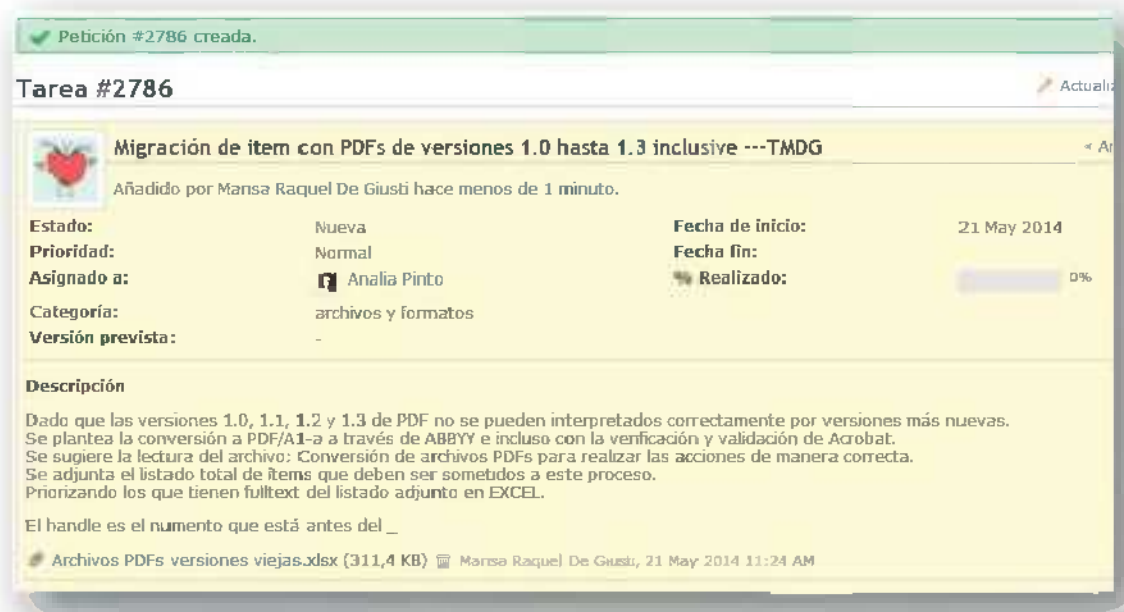 Petición #2786 creada.
Tarea #2786
Actualiz
Migración de item con PDFs de versiones 1.0 hasta 1.3 inclusive ---TMDG
« An
Añadido por Marisa Raquel De Giusti hace menos de 1 minuto.
Estado: Nueva Fecha de inicio: 21 May 2014
Prioridad: Normal Fecha fin:
Asignado a: Analia Pinto % Realizado: 0%
Categoría: archivos y formatos
Versión prevista: -
Descripción
Dado que las versiones 1.0, 1.1, 1.2 y 1.3 de PDF no se pueden interpretados correctamente por versiones más nuevas.
Se plantea la conversión a PDF/A1-a a través de ABBYY e incluso con la verificación y validación de Acrobat.
Se sugiere la lectura del archivo: Conversión de archivos PDFs para realizar las acciones de manera correcta.
Se adjunta el listado total de ítems que deben ser sometidos a este proceso.
Priorizando los que tienen fulltext del listado adjunto en EXCEL.
El handle es el numento que está antes del _
Archivos PDFs versiones viejas.xlsx (311,4 KB) Marisa Raquel De Giusti, 21 May 2014 11:24 AM